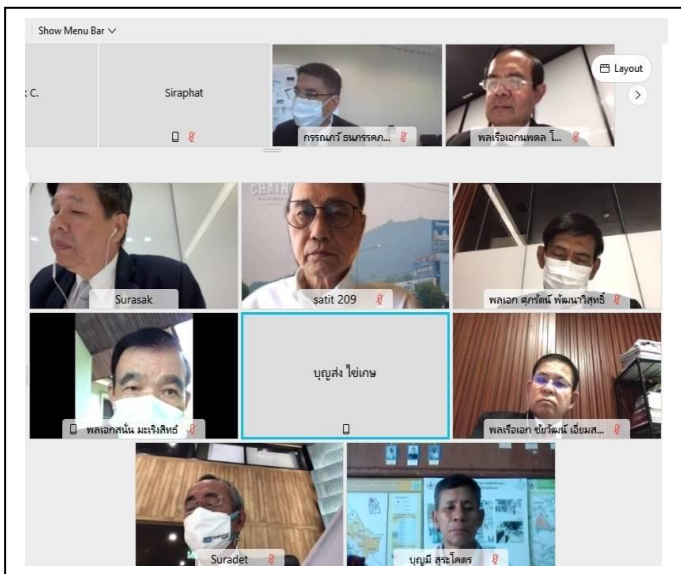 Show Menu Bar
Layout
C.
Siraphat
กรรณภว์ ธนภรรคภ...
พลเรือเอกนพดล โ...
CHAIR
Surasak
satit 209
พลเอก ศุภรัตน์ พัฒนาวิสุทธิ์
พลเอกสนั่น มะเริงสิทธ์
บุญส่ง ไข่เกษ
พลเรือเอก ชัยวัฒน์ เอี่ยมส...
Suradet
บุญมี สุระโคตร